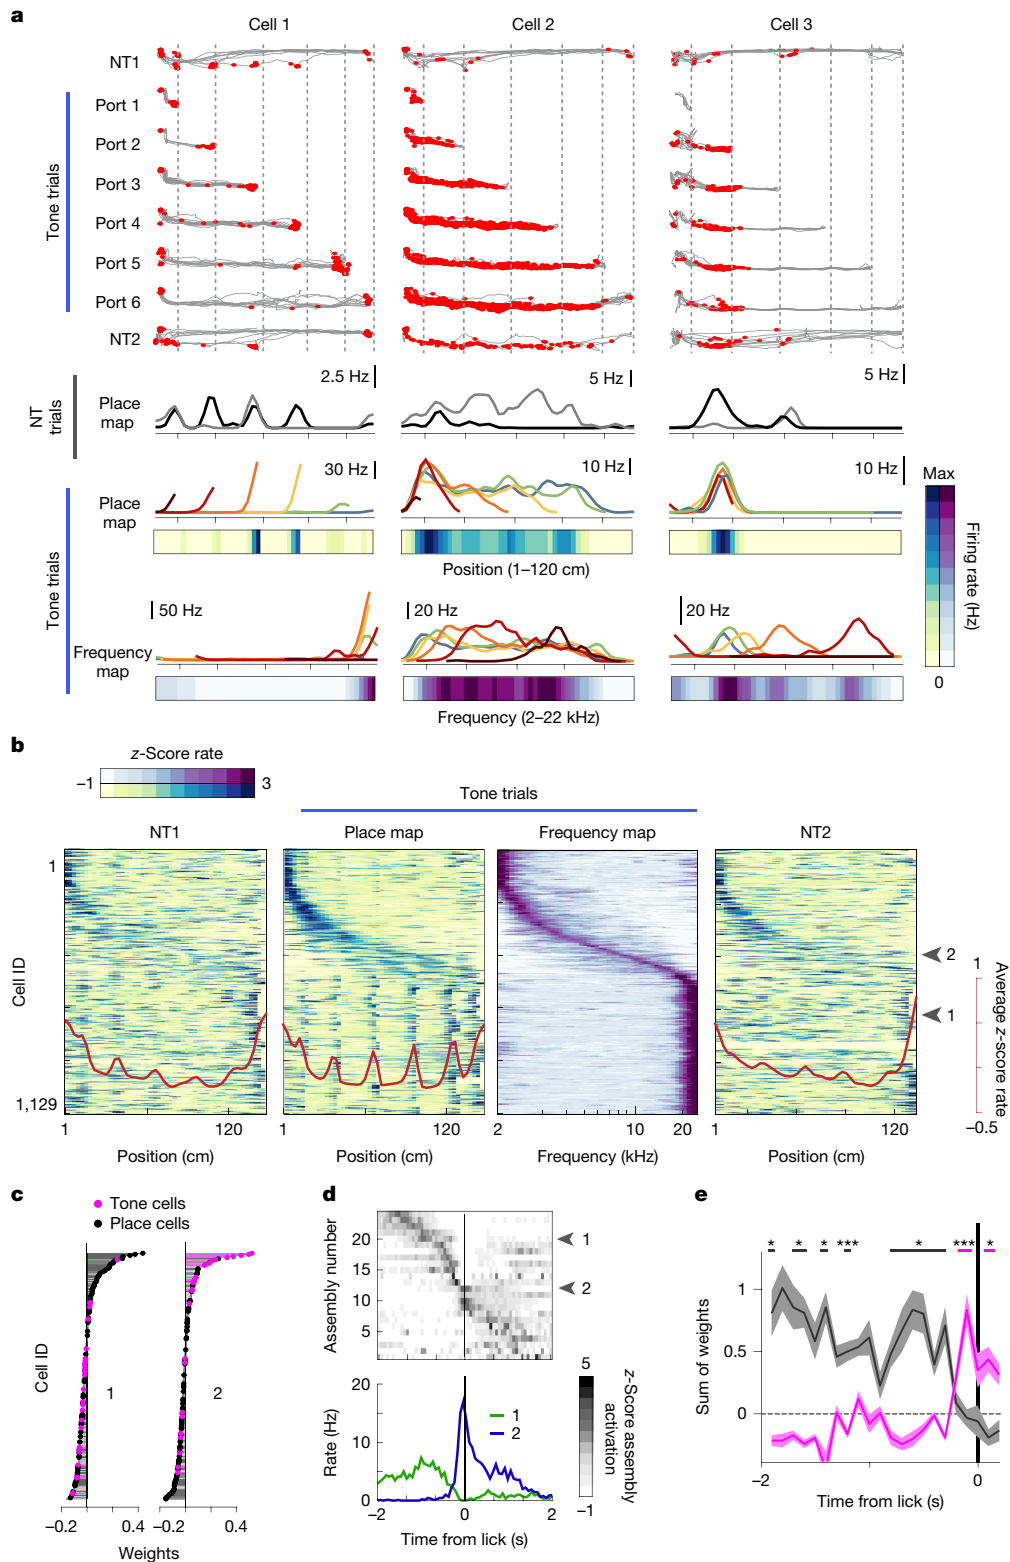 a
Cell 1
Cell 2
Cell 3
NT1
Tone trials
Port 1
Port 2
Port 3
Port 4
Port 5
Port 6
NT2
NT trials
Place map
2.5 Hz
5 Hz
5 Hz
Tone trials
Place map
30 Hz
10 Hz
10 Hz
Position (1–120 cm)
Frequency map
50 Hz
20 Hz
20 Hz
Frequency (2–22 kHz)
Max
Firing rate (Hz)
0
b
z-Score rate
−1
3
Tone trials
NT1
Place map
Frequency map
NT2
1
Cell ID
1,129
1
120
Position (cm)
1
120
Position (cm)
2
10
20
Frequency (kHz)
1
120
Position (cm)
2
1
1
Average z-score rate
−0.5
c
Tone cells
Place cells
Cell ID
1
2
−0.2
0.4
−0.2
0.4
Weights
d
Assembly number
20
15
10
5
1
2
5
z-Score assembly activation
−1
Rate (Hz)
20
10
0
1
2
−2
0
2
Time from lick (s)
e
*
*
*
***
*
***
*
Sum of weights
1
0.5
0
−2
0
Time from lick (s)